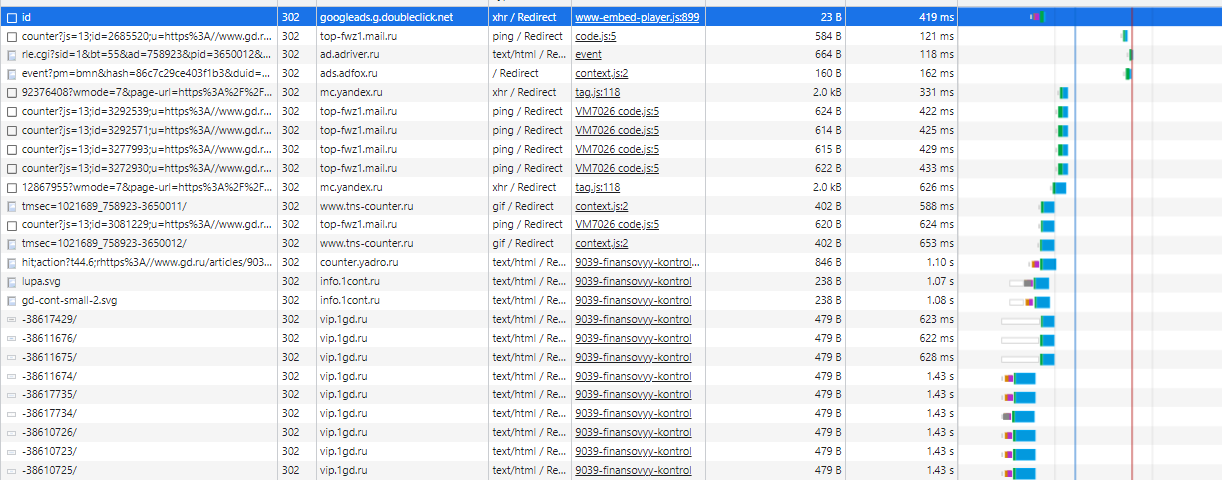 id 302 googleads.g.doubleclick.net xhr / Redirect www-embed-player.js:899 23 B 419 ms
counter?js=13;id=2685520;u=https%3A//www.gd.r... 302 top-fwz1.mail.ru ping / Redirect code.js:5 584 B 121 ms
rle.cgi?sid=1&bt=55&ad=758923&pid=3650012&... 302 ad.adriver.ru text/html / Re... event 664 B 118 ms
event?pm=bmn&hash=86c7c29ce403f1b3&duid=... 302 ads.adfox.ru / Redirect context.js:2 160 B 162 ms
92376408?wmode=7&page-url=https%3A%2F%2F... 302 mc.yandex.ru xhr / Redirect tag.js:118 2.0 kB 331 ms
counter?js=13;id=3292539;u=https%3A//www.gd.r... 302 top-fwz1.mail.ru ping / Redirect VM7026 code.js:5 624 B 422 ms
counter?js=13;id=3292571;u=https%3A//www.gd.r... 302 top-fwz1.mail.ru ping / Redirect VM7026 code.js:5 614 B 425 ms
counter?js=13;id=3277993;u=https%3A//www.gd.r... 302 top-fwz1.mail.ru ping / Redirect VM7026 code.js:5 615 B 429 ms
counter?js=13;id=3272930;u=https%3A//www.gd.r... 302 top-fwz1.mail.ru ping / Redirect VM7026 code.js:5 622 B 433 ms
12867955?wmode=7&page-url=https%3A%2F%2F... 302 mc.yandex.ru xhr / Redirect tag.js:118 2.0 kB 626 ms
tmsec=1021689_758923-3650011/ 302 www.tns-counter.ru gif / Redirect context.js:2 402 B 588 ms
counter?js=13;id=3081229;u=https%3A//www.gd.r... 302 top-fwz1.mail.ru ping / Redirect VM7026 code.js:5 620 B 624 ms
tmsec=1021689_758923-3650012/ 302 www.tns-counter.ru gif / Redirect context.js:2 402 B 653 ms
hit;action?t44.6;rhttps%3A//www.gd.ru/articles/903... 302 counter.yadro.ru text/html / Re... 9039-finansovyy-kontrol... 846 B 1.10 s
lupa.svg 302 info.1cont.ru text/html / Re... 9039-finansovyy-kontrol 238 B 1.07 s
gd-cont-small-2.svg 302 info.1cont.ru text/html / Re... 9039-finansovyy-kontrol 238 B 1.08 s
-38617429/ 302 vip.1gd.ru text/html / Re... 9039-finansovyy-kontrol 479 B 623 ms
-38611676/ 302 vip.1gd.ru text/html / Re... 9039-finansovyy-kontrol 479 B 622 ms
-38611675/ 302 vip.1gd.ru text/html / Re... 9039-finansovyy-kontrol 479 B 628 ms
-38611674/ 302 vip.1gd.ru text/html / Re... 9039-finansovyy-kontrol 479 B 1.43 s
-38617735/ 302 vip.1gd.ru text/html / Re... 9039-finansovyy-kontrol 479 B 1.43 s
-38617734/ 302 vip.1gd.ru text/html / Re... 9039-finansovyy-kontrol 479 B 1.43 s
-38610726/ 302 vip.1gd.ru text/html / Re... 9039-finansovyy-kontrol 479 B 1.43 s
-38610723/ 302 vip.1gd.ru text/html / Re... 9039-finansovyy-kontrol 479 B 1.43 s
-38610725/ 302 vip.1gd.ru text/html / Re... 9039-finansovyy-kontrol 479 B 1.43 s